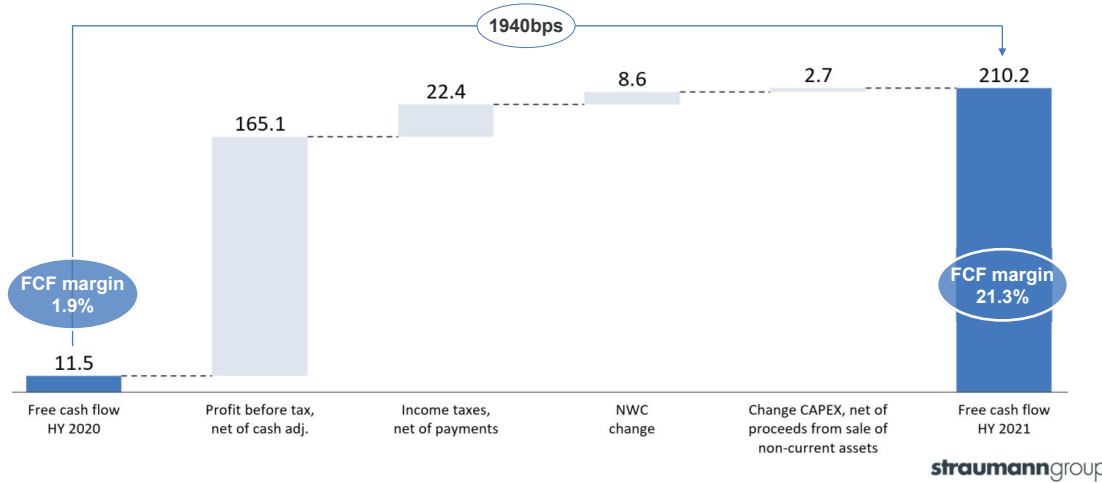 1940bps
210.2
2.7
8.6
22.4
165.1
FCF margin
1.9%
FCF margin
21.3%
11.5
Free cash flow
HY 2020
Profit before tax,
net of cash adj.
Income taxes,
net of payments
NWC
change
Change CAPEX, net of
proceeds from sale of
non-current assets
Free cash flow
HY 2021
straumanngroup